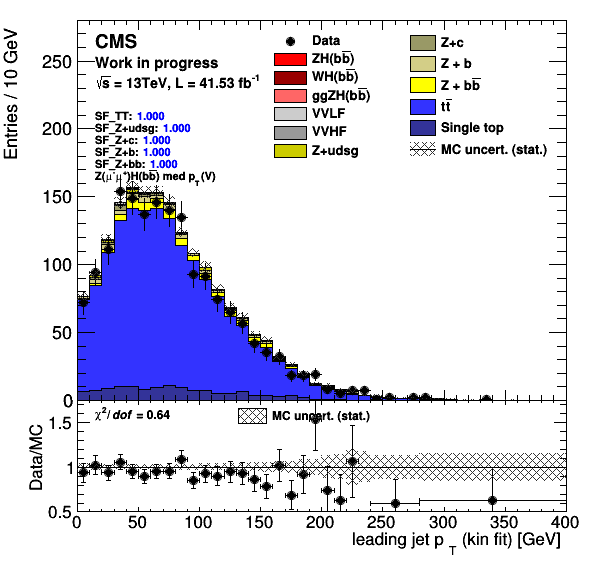 CMS
Work in progress
√s = 13TeV, L = 41.53 fb⁻¹
SF_TT: 1.000
SF_Z+udsg: 1.000
SF_Z+c: 1.000
SF_Z+b: 1.000
SF_Z+bb: 1.000
Z(μ⁻μ⁺)H(bb̅) med p_T(V)
Data
ZH(bb̅)
WH(bb̅)
ggZH(bb̅)
VVLF
VVHF
Z+udsg
Z+c
Z + b
Z + bb̅
tt̅
Single top
MC uncert. (stat.)
Entries / 10 GeV
250
200
150
100
50
0
χ²/dof = 0.64
MC uncert. (stat.)
Data/MC
1.5
1
0.5
0 50 100 150 200 250 300 350 400
leading jet p_T (kin fit) [GeV]